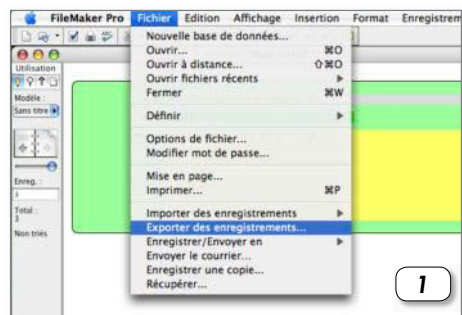 FileMaker Pro Fichier Edition Affichage Insertion Format Enregistrem
Nouvelle base de données...
Ouvrir... ⌘O
Ouvrir à distance... ⇧⌘O
Ouvrir fichiers récents ▶
Fermer ⌘W
Définir ▶
Options de fichier...
Modifier mot de passe...
Mise en page...
Imprimer... ⌘P
Importer des enregistrements ▶
Exporter des enregistrements...
Enregistrer/Envoyer en ▶
Envoyer le courrier...
Enregistrer une copie...
Récupérer...
Utilisation
Modèle :
Sans titre
Enreg. :
3
Total :
3
Non triés
1